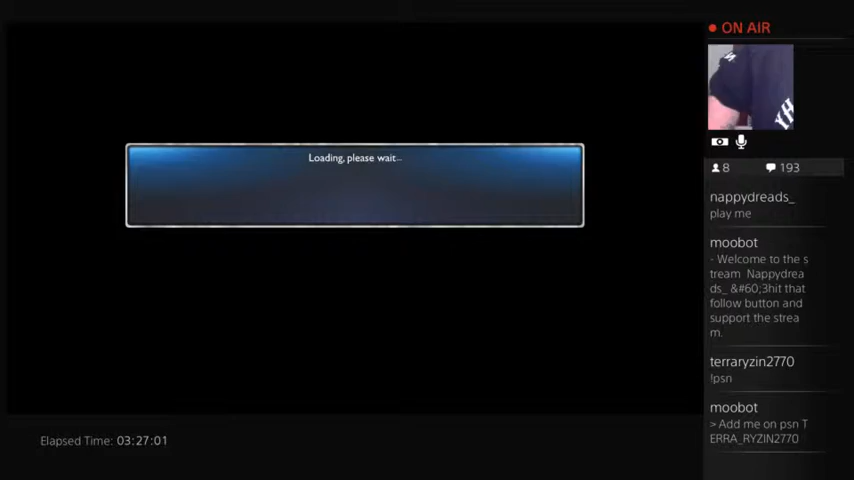 ON AIR
YH
8
193
Loading, please wait...
nappydreads_
play me
moobot
- Welcome to the s
tream  Nappydrea
ds_ &#60;3hit that
follow button and
support the strea
m.
terraryzin2770
!psn
moobot
> Add me on psn T
ERRA_RYZIN2770
Elapsed Time: 03:27:01